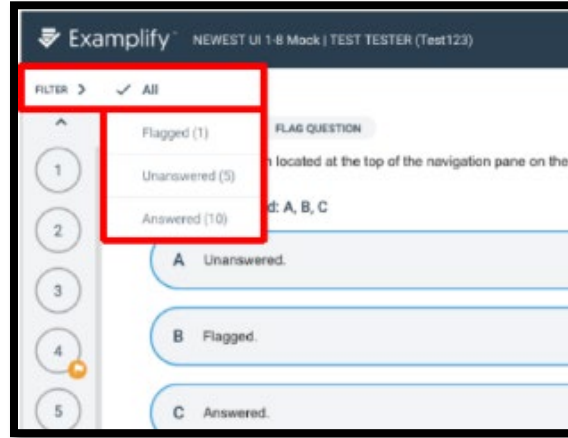 Examplify NEWEST UI 1-8 Mock | TEST TESTER (Test123)
FILTER > ✓ All
Flagged (1)
Unanswered (5)
Answered (10)
FLAG QUESTION
located at the top of the navigation pane on the
d: A, B, C
1
2
3
4
5
A Unanswered.
B Flagged.
C Answered.